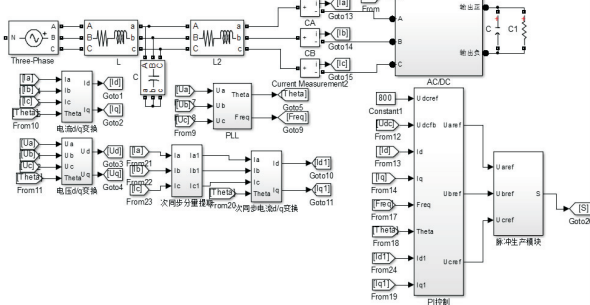 [Ia]
Goto13
From
CA
[Ib]
Goto14
CB
[Ic]
Goto15
Current Measurement2
N
A
B
C
Three-Phase
A
B
C
a
b
c
L
A
B
C
a
b
c
L2
C
A
B
C
a
b
c
A
B
C
输出正
输出负
AC/DC
C
C1
[Ia]
[Ib]
[Ic]
[Theta]
From10
Ia
Ib
Ic
Theta
Id
Iq
电流d/q变换
[Id]
Goto1
[Iq]
Goto2
[Ua]
[Ub]
[Uc]
From9
Ua
Ub
Uc
Theta
Freq
PLL
[Theta]
Goto5
[Freq]
Goto9
[Ua]
[Ub]
[Uc]
[Theta]
From11
Ua
Ub
Uc
Theta
Ud
Uq
电压d/q变换
[Ud]
Goto3
[Uq]
Goto4
[Ia]
From21
[Ib]
From22
[Ic]
From23
Ia
Ib
Ic
Ia1
Ib1
Ic1
次同步分量提取
[Theta]
From20
Ia
Ib
Ic
Theta
Id
Iq
次同步电流d/q变换
[Id1]
Goto10
[Iq1]
Goto11
800
Constant1
[Udc]
From12
[Id]
From13
[Iq]
From14
[Freq]
From17
[Theta]
From18
[Id1]
From24
[Iq1]
From19
Udcref
Udcfb
Id
Iq
Freq
Theta
Id1
Iq1
Uaref
Ubref
Ucref
PI控制
Uaref
Ubref
Ucref
S
脉冲生产模块
[S]